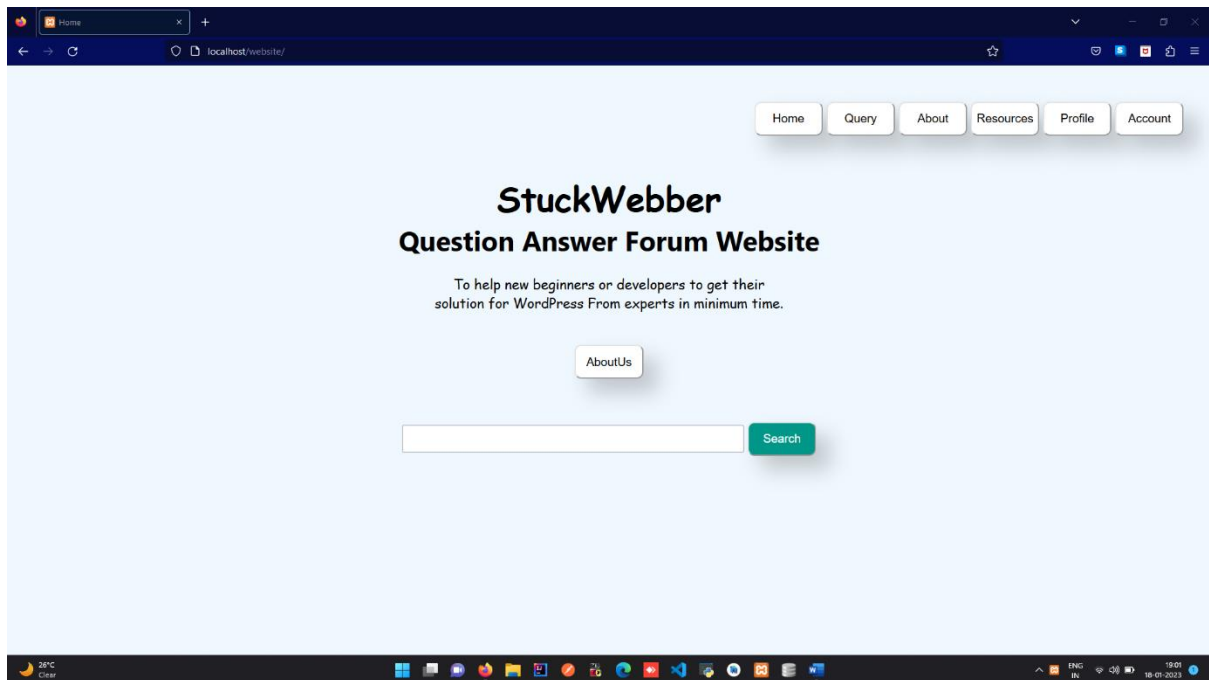 Home
localhost/website/
Home Query About Resources Profile Account
StuckWebber
Question Answer Forum Website
To help new beginners or developers to get their
solution for WordPress From experts in minimum time.
AboutUs
Search
26°C
Clear
ENG
IN
19:01
18-01-2023